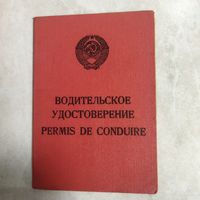 ВОДИТЕЛЬСКОЕ
УДОСТОВЕРЕНИЕ
PERMIS DE CONDUIRE